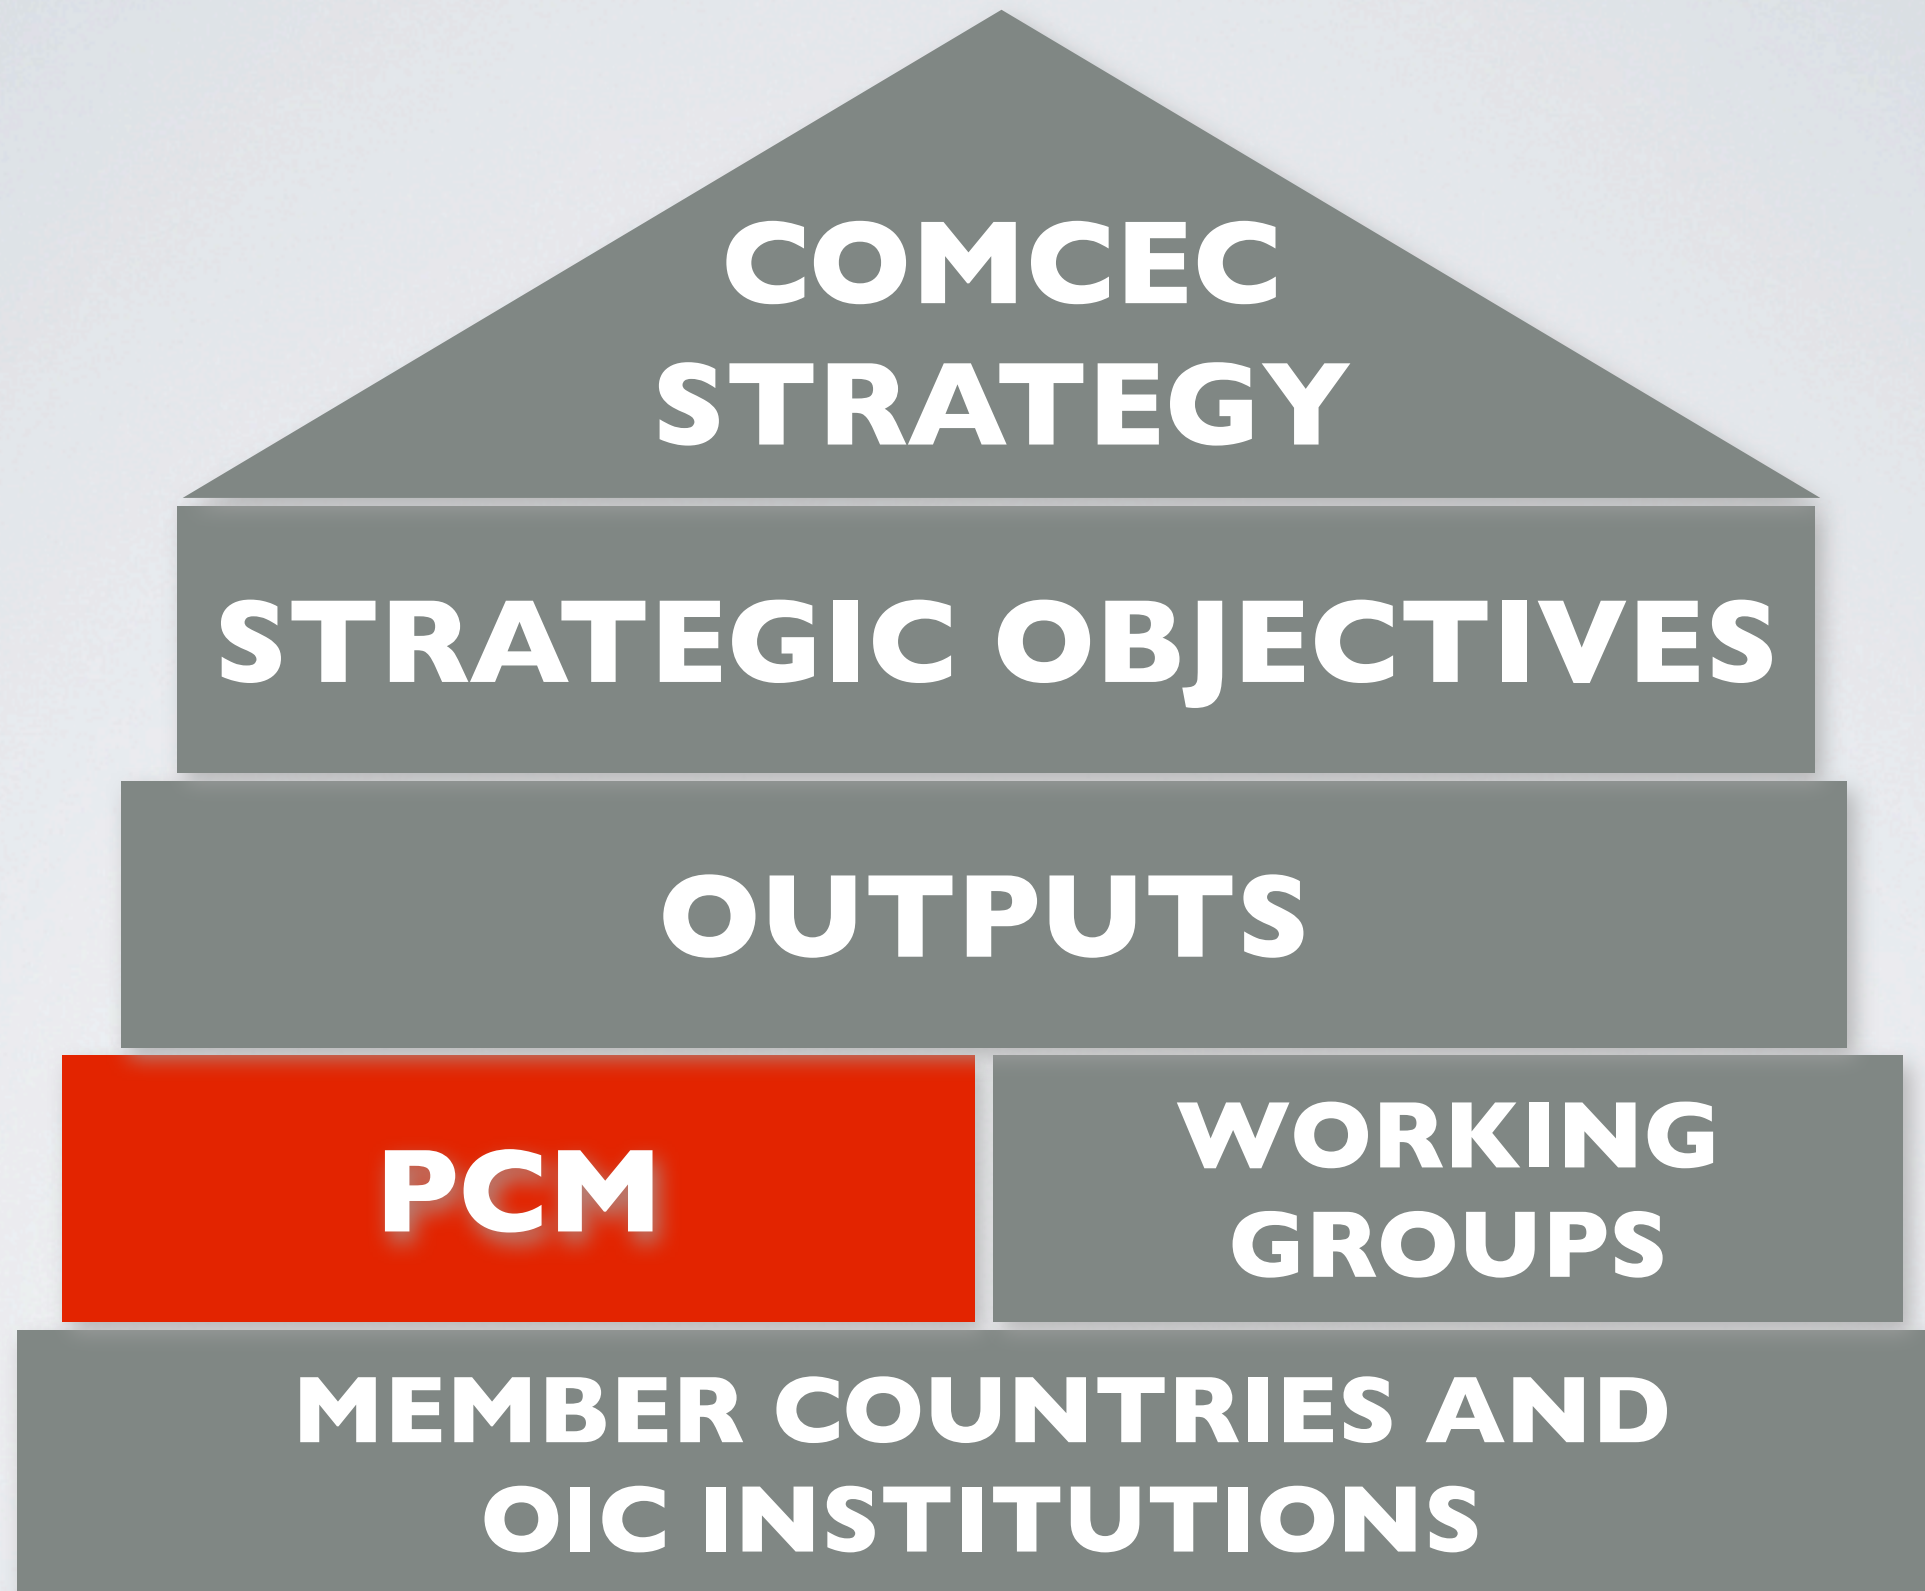 COMCEC
STRATEGY
STRATEGIC OBJECTIVES
OUTPUTS
PCM
WORKING
GROUPS
MEMBER COUNTRIES AND
OIC INSTITUTIONS